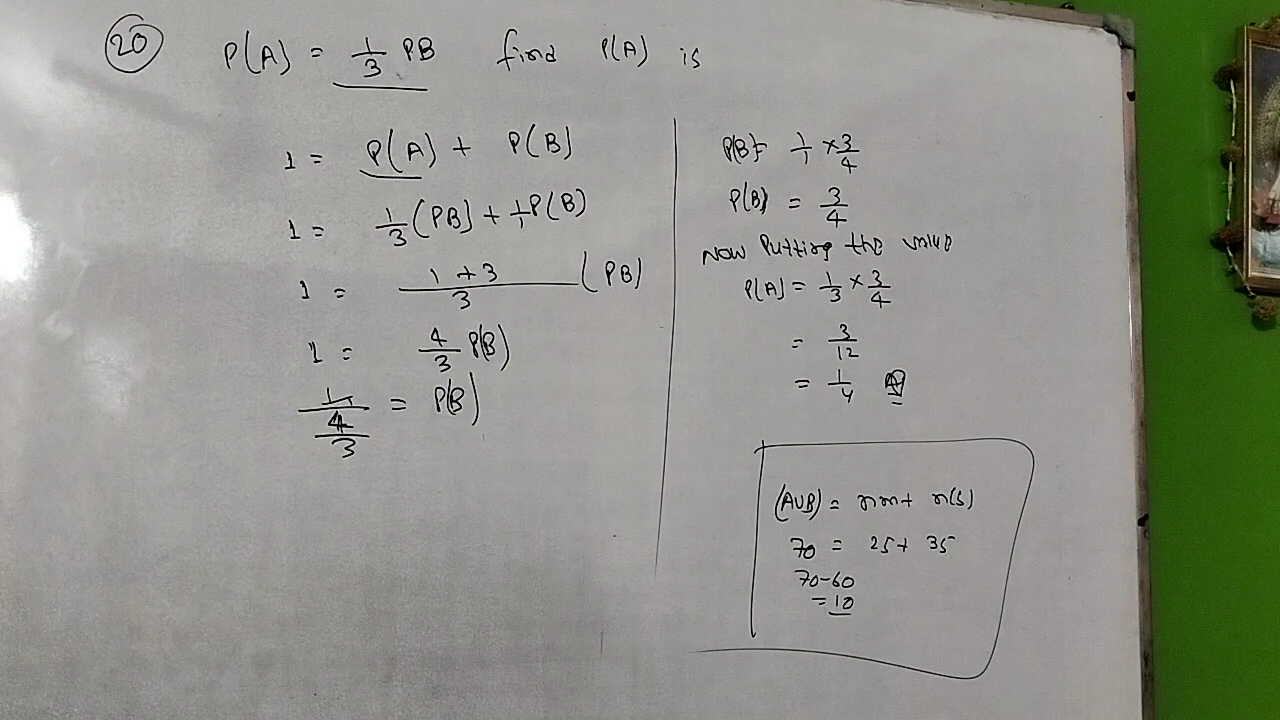 20 P(A) = 1/3 PB find P(A) is
1 = P(A) + P(B)
1 = 1/3 (PB) + 1/1 P(B)
1 = 1+3/3 (PB)
1 = 4/3 P(B)
1/(4/3) = P(B)
P(B) = 1/1 × 3/4
P(B) = 3/4
Now Putting the value
P(A) = 1/3 × 3/4
= 3/12
= 1/4
(AUB) = + n(s)
70 = 25+ 35
70-60
= 10